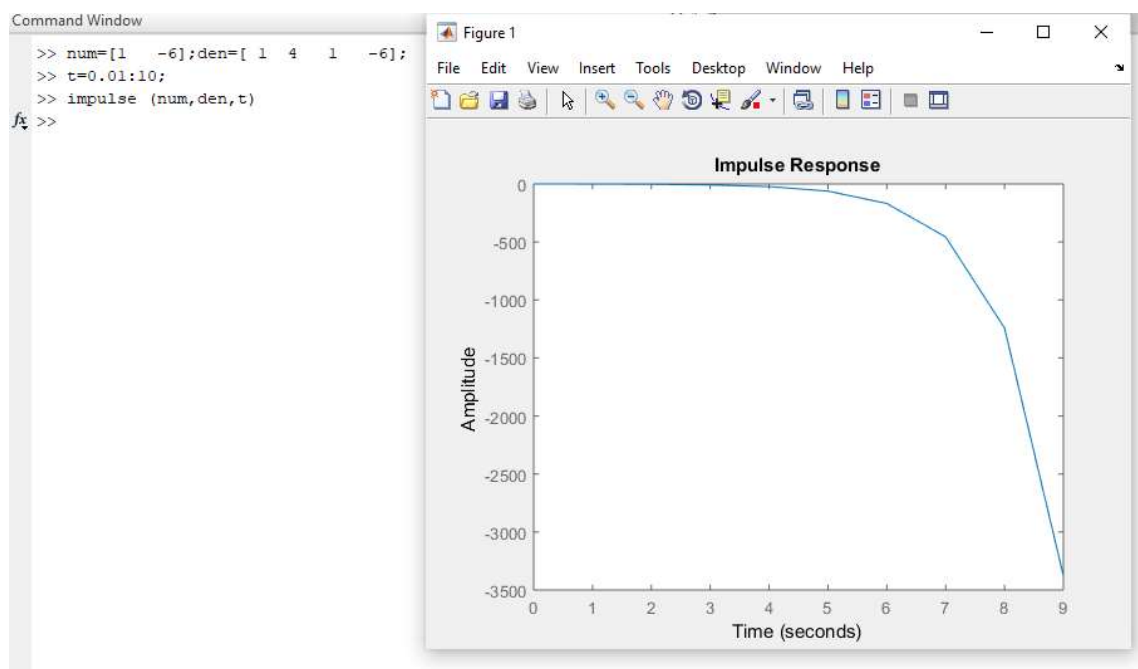 Command Window
>> num=[1   -6];den=[ 1  4   1   -6];
>> t=0.01:10;
>> impulse (num,den,t)
fx >>
Figure 1
File Edit View Insert Tools Desktop Window Help
Impulse Response
0
-500
-1000
-1500
-2000
-2500
-3000
-3500
Amplitude
0 1 2 3 4 5 6 7 8 9
Time (seconds)